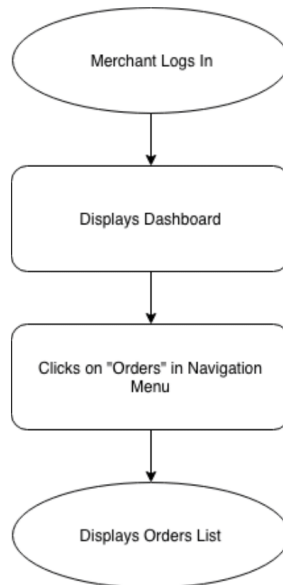 Merchant Logs In
Displays Dashboard
Clicks on "Orders" in Navigation
Menu
Displays Orders List